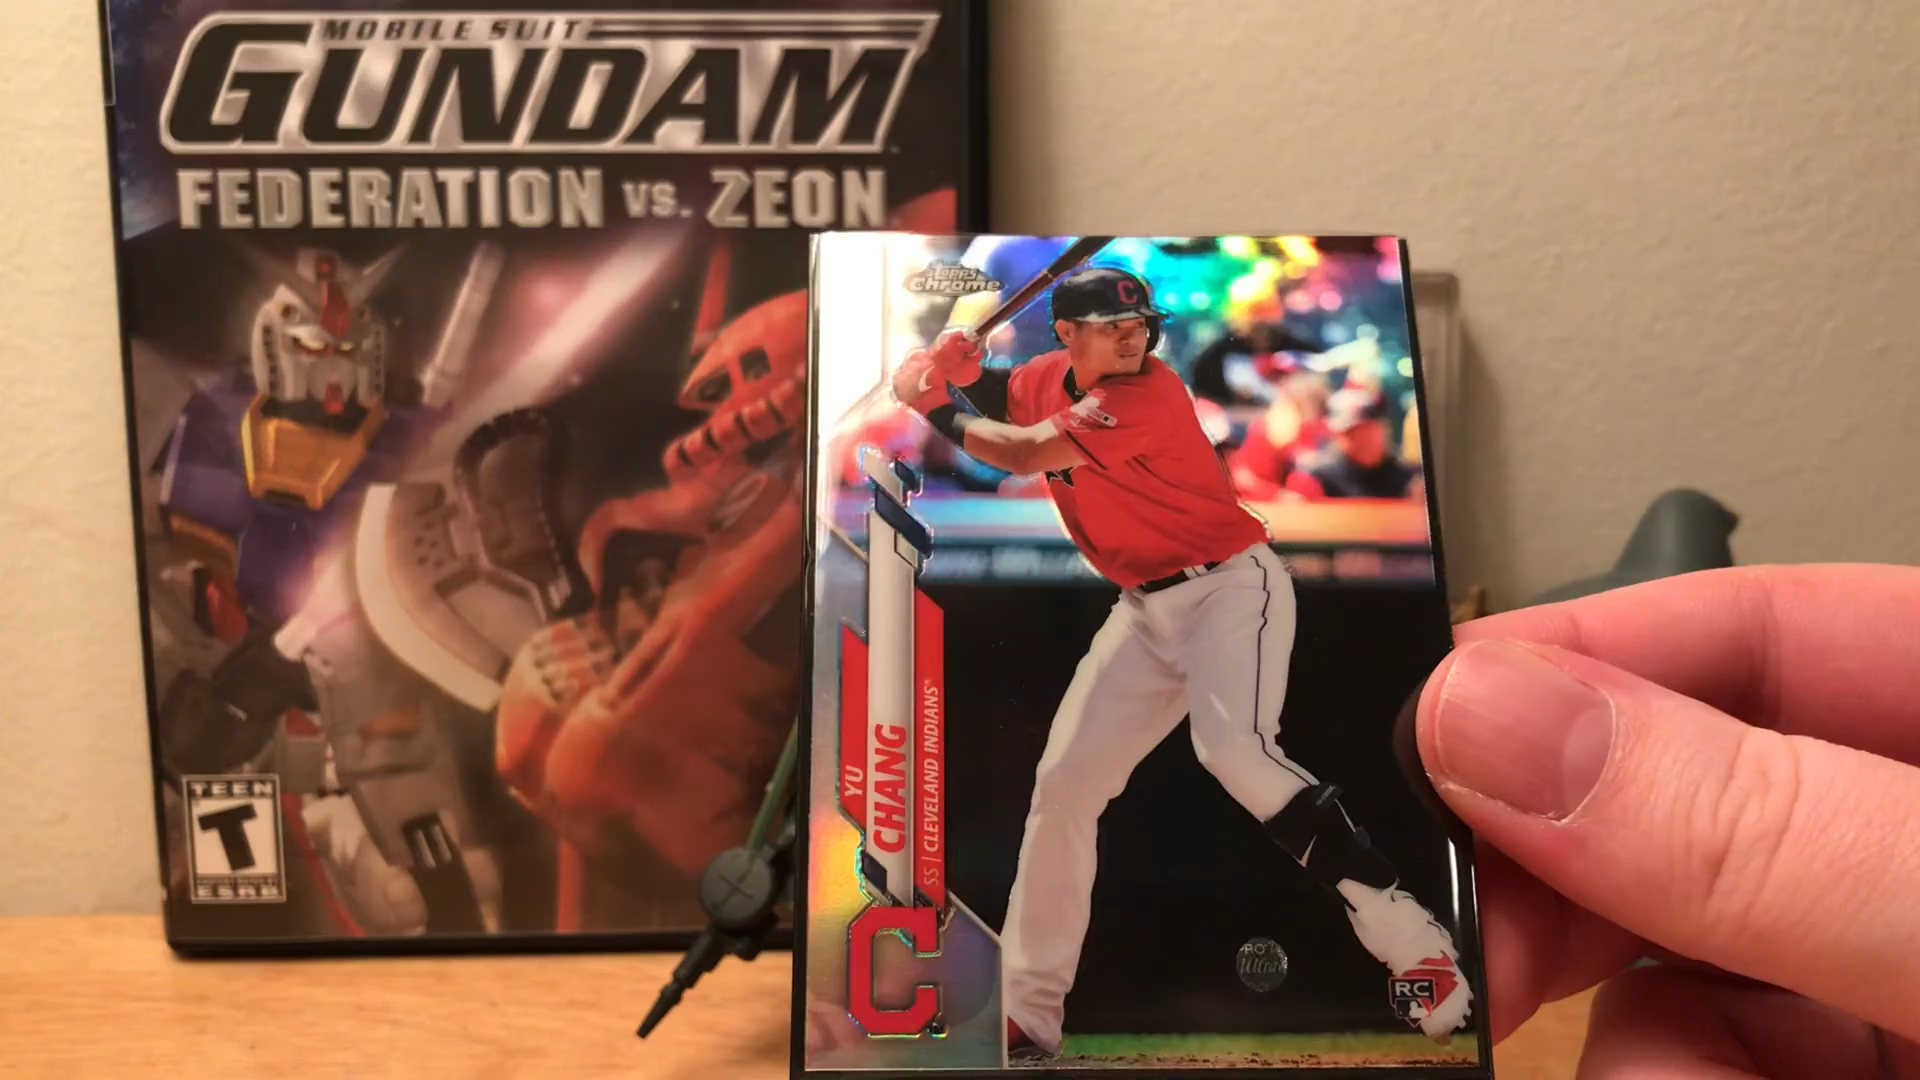 MOBILE SUIT
GUNDAM
FEDERATION VS. ZEON
TEEN
T
ESRB
Topps
Chrome
C
YU
CHANG
SS | CLEVELAND INDIANS
C
RC